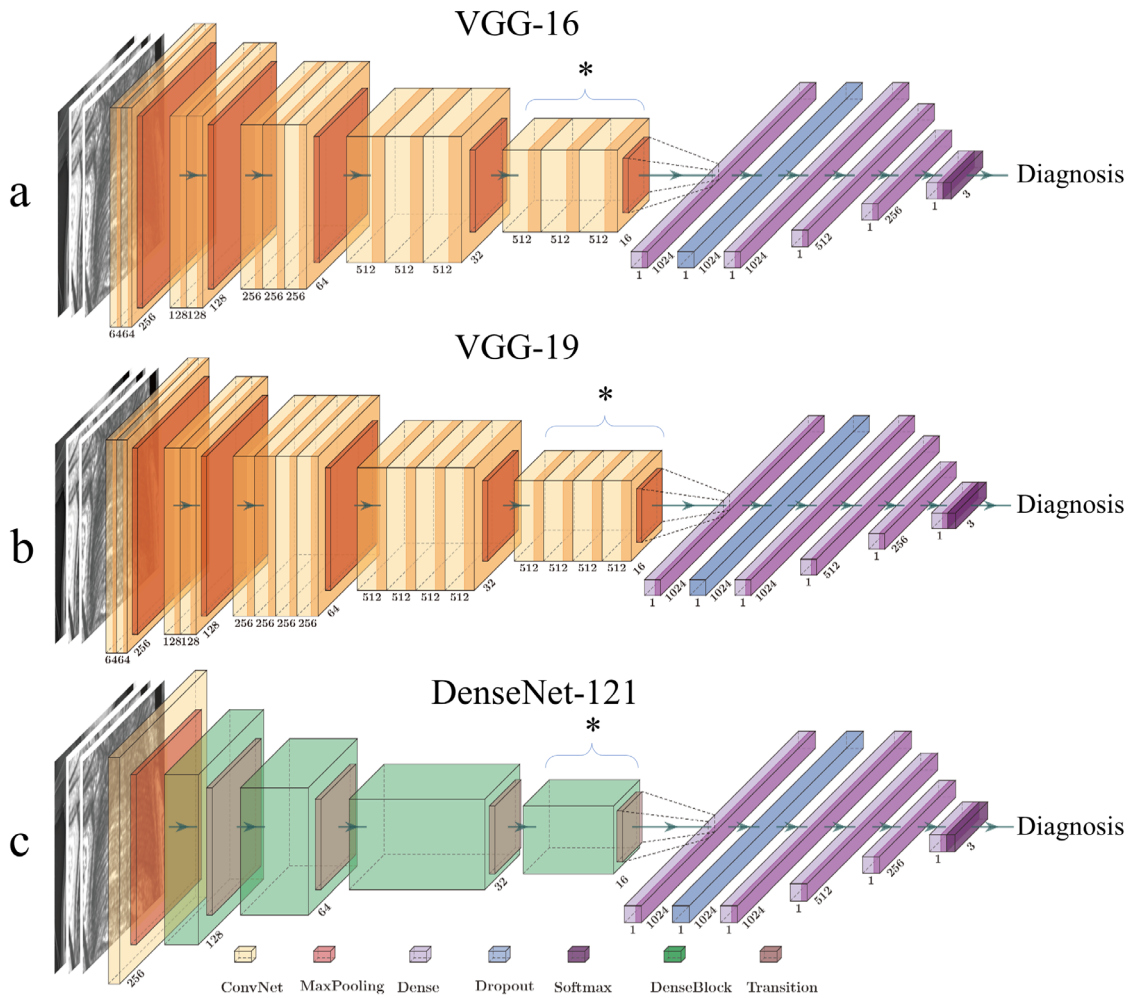 VGG-16
*
a
6464
256
128128
128
256 256 256
64
512 512 512
32
512 512 512
16
1 1024
1 1024
1 1024
1 512
1 256
1 3
Diagnosis
VGG-19
*
b
6464
256
128128
128
256 256 256 256
64
512 512 512 512
32
512 512 512 512
16
1 1024
1 1024
1 1024
1 512
1 256
1 3
Diagnosis
DenseNet-121
*
c
256
128
64
32
16
1 1024
1 1024
1 1024
1 512
1 256
1 3
Diagnosis
ConvNet MaxPooling Dense Dropout Softmax DenseBlock Transition